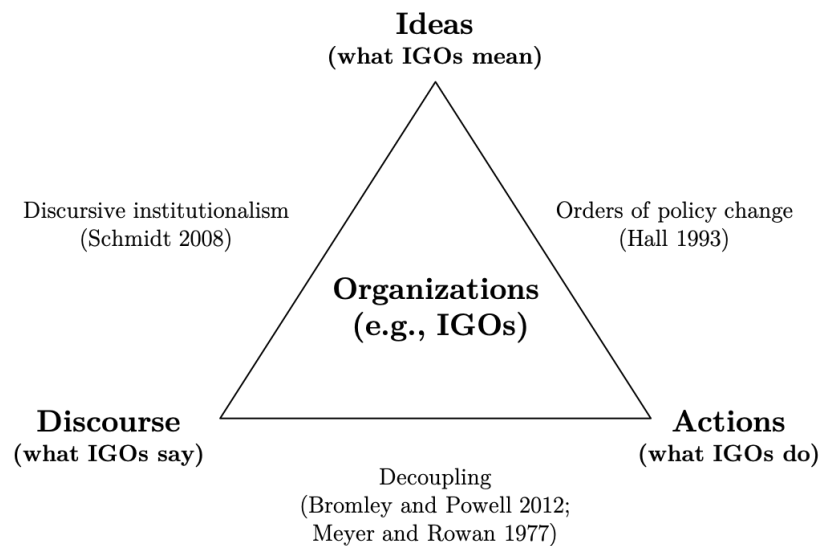 Ideas
(what IGOs mean)
Discursive institutionalism
(Schmidt 2008)
Orders of policy change
(Hall 1993)
Organizations
(e.g., IGOs)
Discourse
(what IGOs say)
Actions
(what IGOs do)
Decoupling
(Bromley and Powell 2012;
Meyer and Rowan 1977)